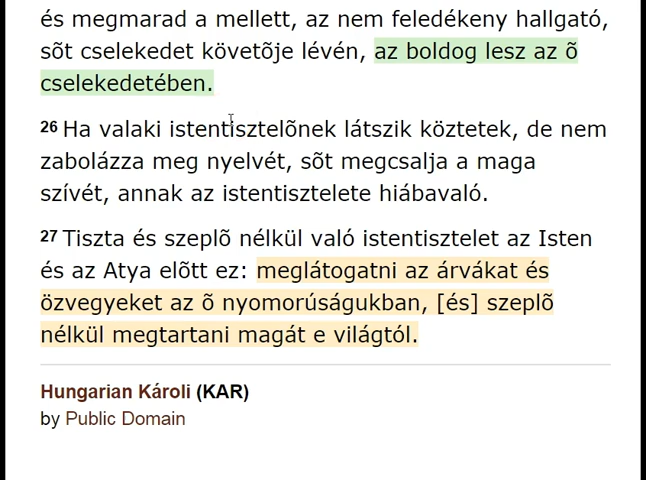 és megmarad a mellett, az nem feledékeny hallgató,
sõt cselekedet követõje lévén, az boldog lesz az õ
cselekedetében.
26 Ha valaki istentisztelõnek látszik köztetek, de nem
zabolázza meg nyelvét, sõt megcsalja a maga
szívét, annak az istentisztelete hiábavaló.
27 Tiszta és szeplõ nélkül való istentisztelet az Isten
és az Atya elõtt ez: meglátogatni az árvákat és
özvegyeket az õ nyomorúságukban, [és] szeplõ
nélkül megtartani magát e világtól.
Hungarian Károli (KAR)
by Public Domain